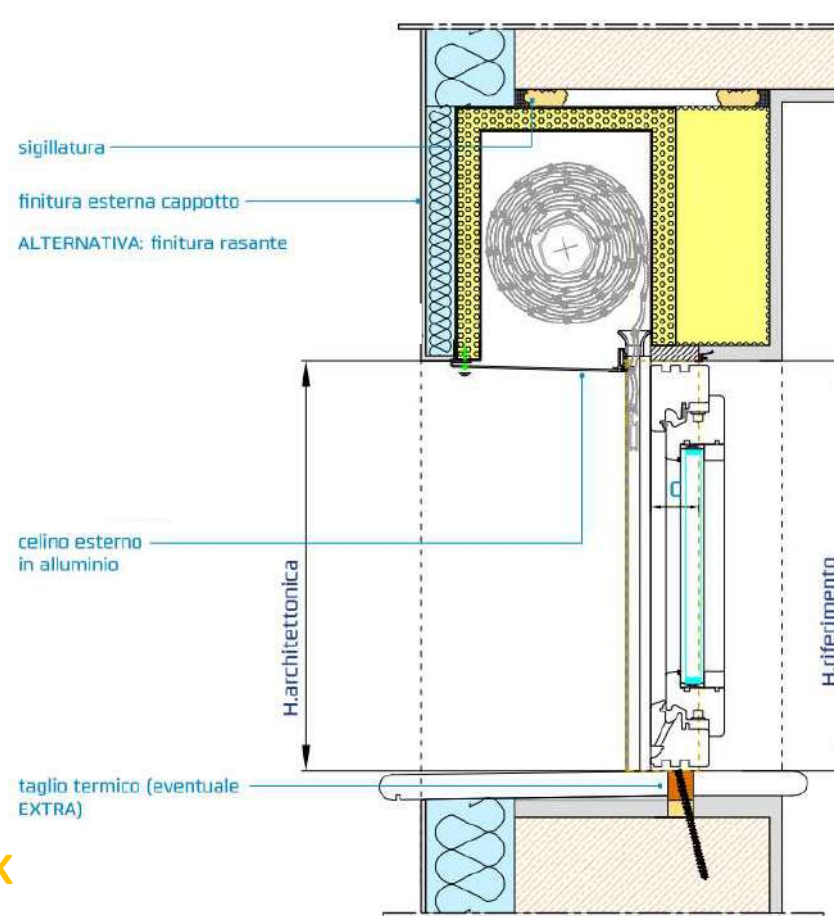 sigillatura
finitura esterna cappotto
ALTERNATIVA: finitura rasante
celino esterno
in alluminio
H.architettonica
C
H.riferimento
taglio termico (eventuale
EXTRA)
X